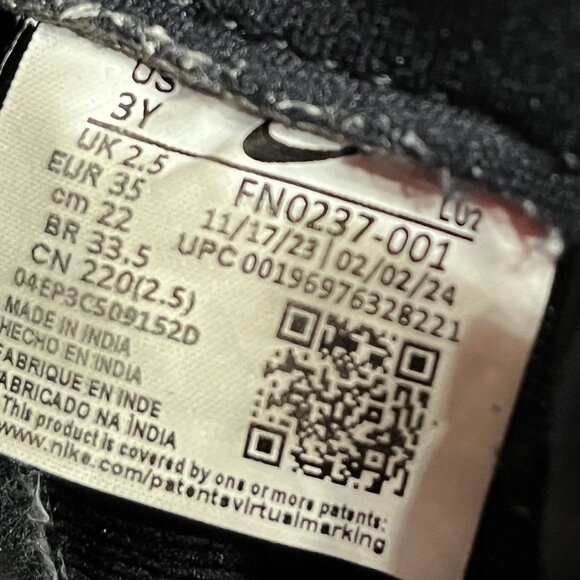 US
3Y
UK 2.5
EUR 35
cm 22
BR 33.5
CN 220(2.5)
04EP3C509152D
LU2
FN0237-001
11/17/23 02/02/24
UPC 00196976328221
MADE IN INDIA
HECHO EN INDIA
FABRIQUE EN INDE
FABRICADO NA ÍNDIA
This product is covered by one or more patents:
www.nike.com/patentsvirtualmarking